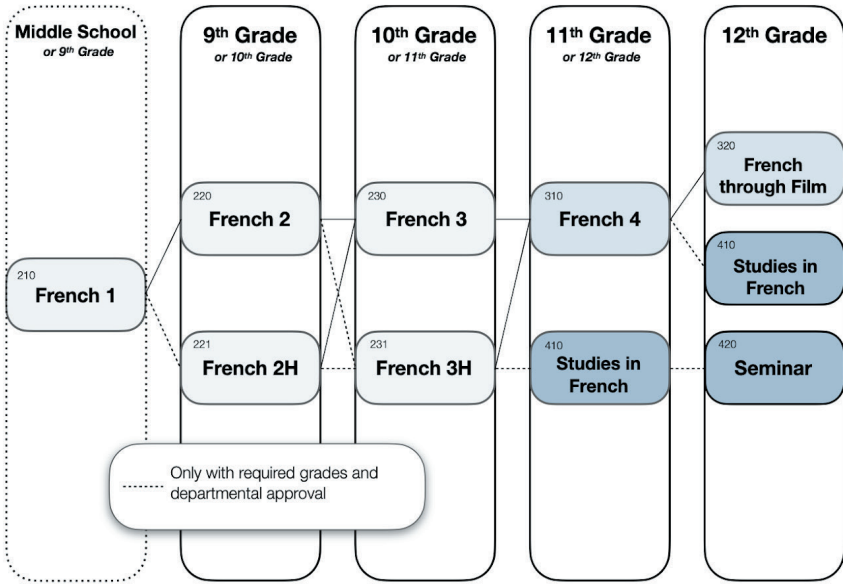 Middle School
or 9th Grade
9th Grade
or 10th Grade
10th Grade
or 11th Grade
11th Grade
or 12th Grade
12th Grade
210
French 1
220
French 2
221
French 2H
230
French 3
231
French 3H
310
French 4
410
Studies in
French
320
French
through Film
410
Studies in
French
420
Seminar
Only with required grades and
departmental approval